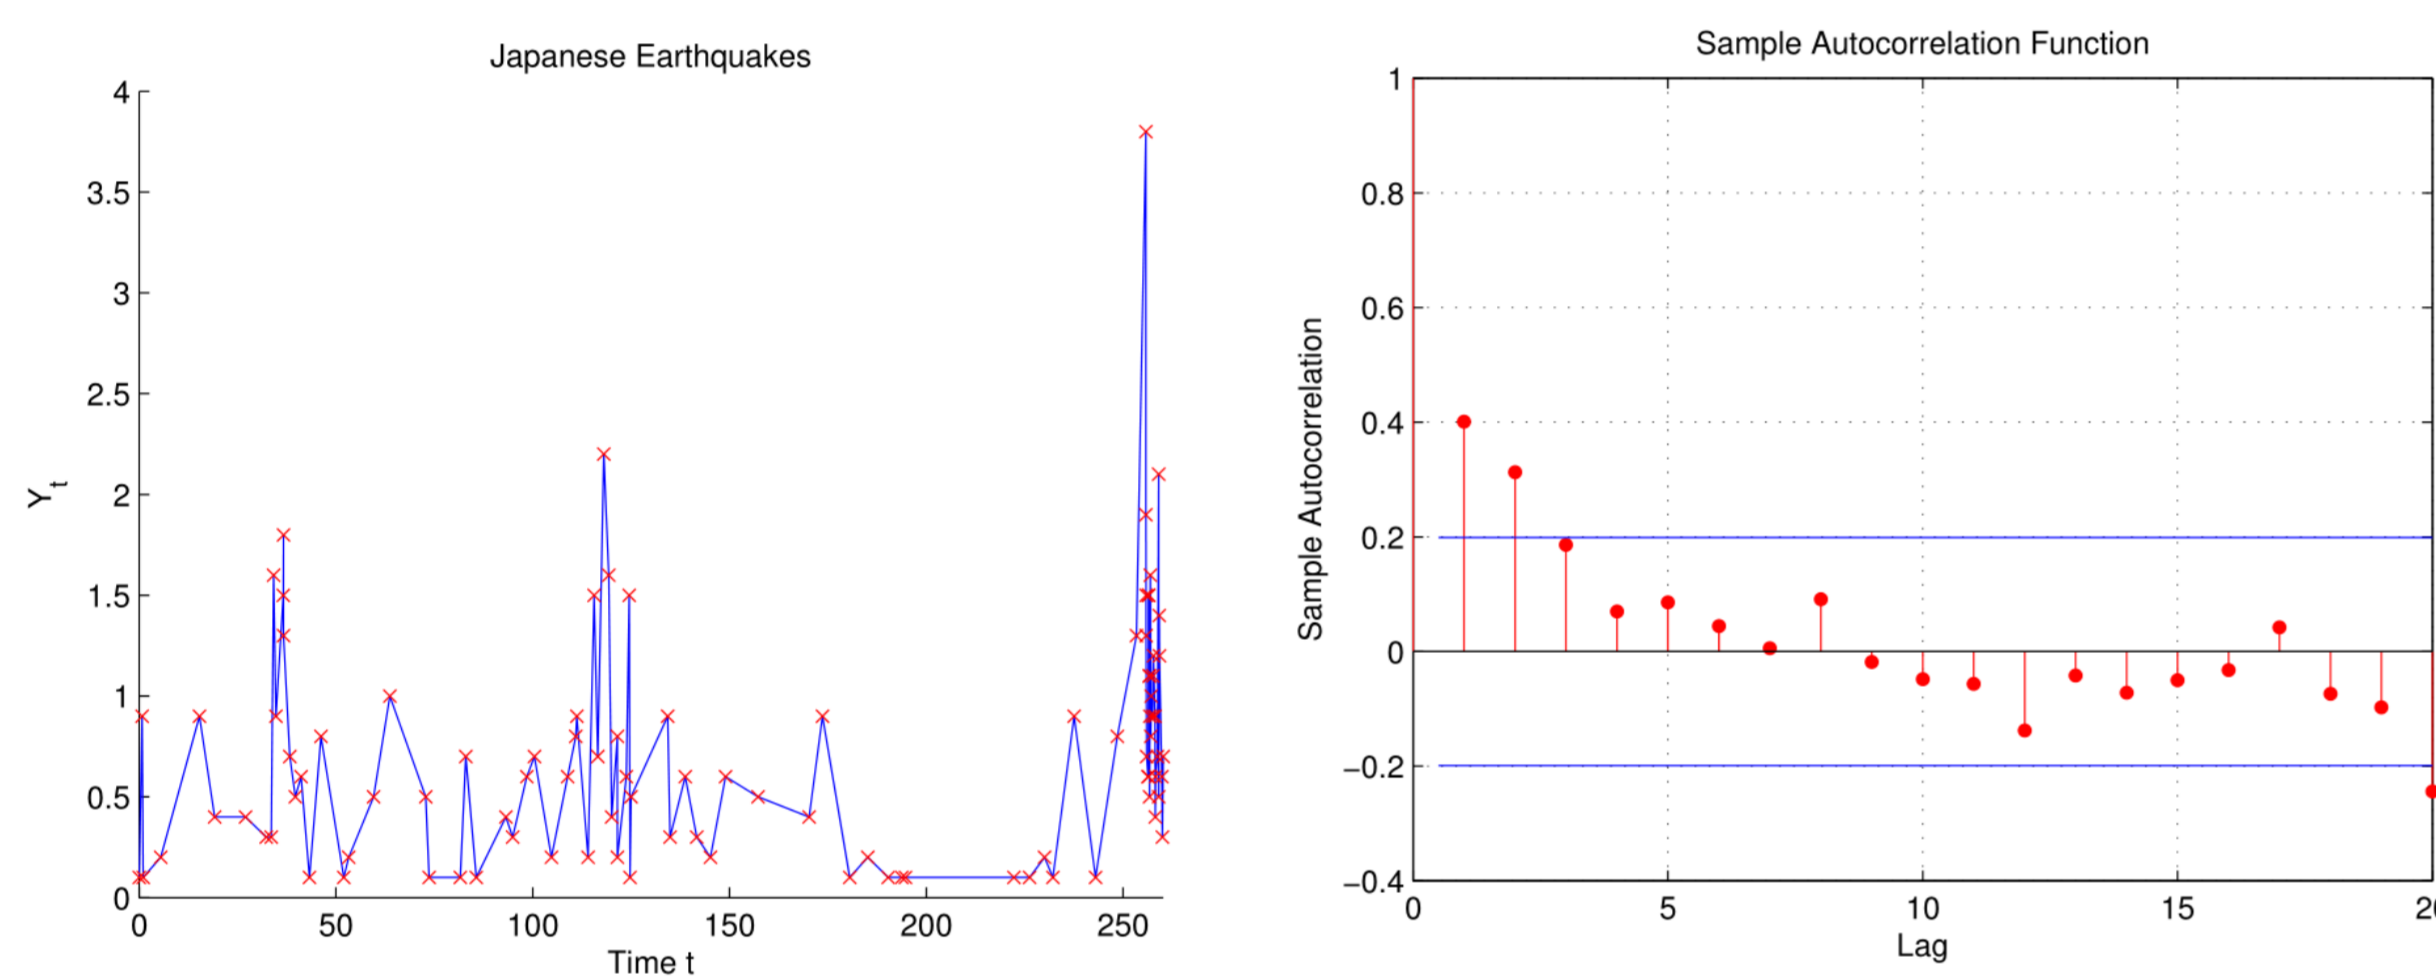 Japanese Earthquakes
4
3.5
3
2.5
2
1.5
1
0.5
0
Y_t
0 50 100 150 200 250
Time t
Sample Autocorrelation Function
1
0.8
0.6
0.4
0.2
0
−0.2
−0.4
Sample Autocorrelation
0 5 10 15 2
Lag